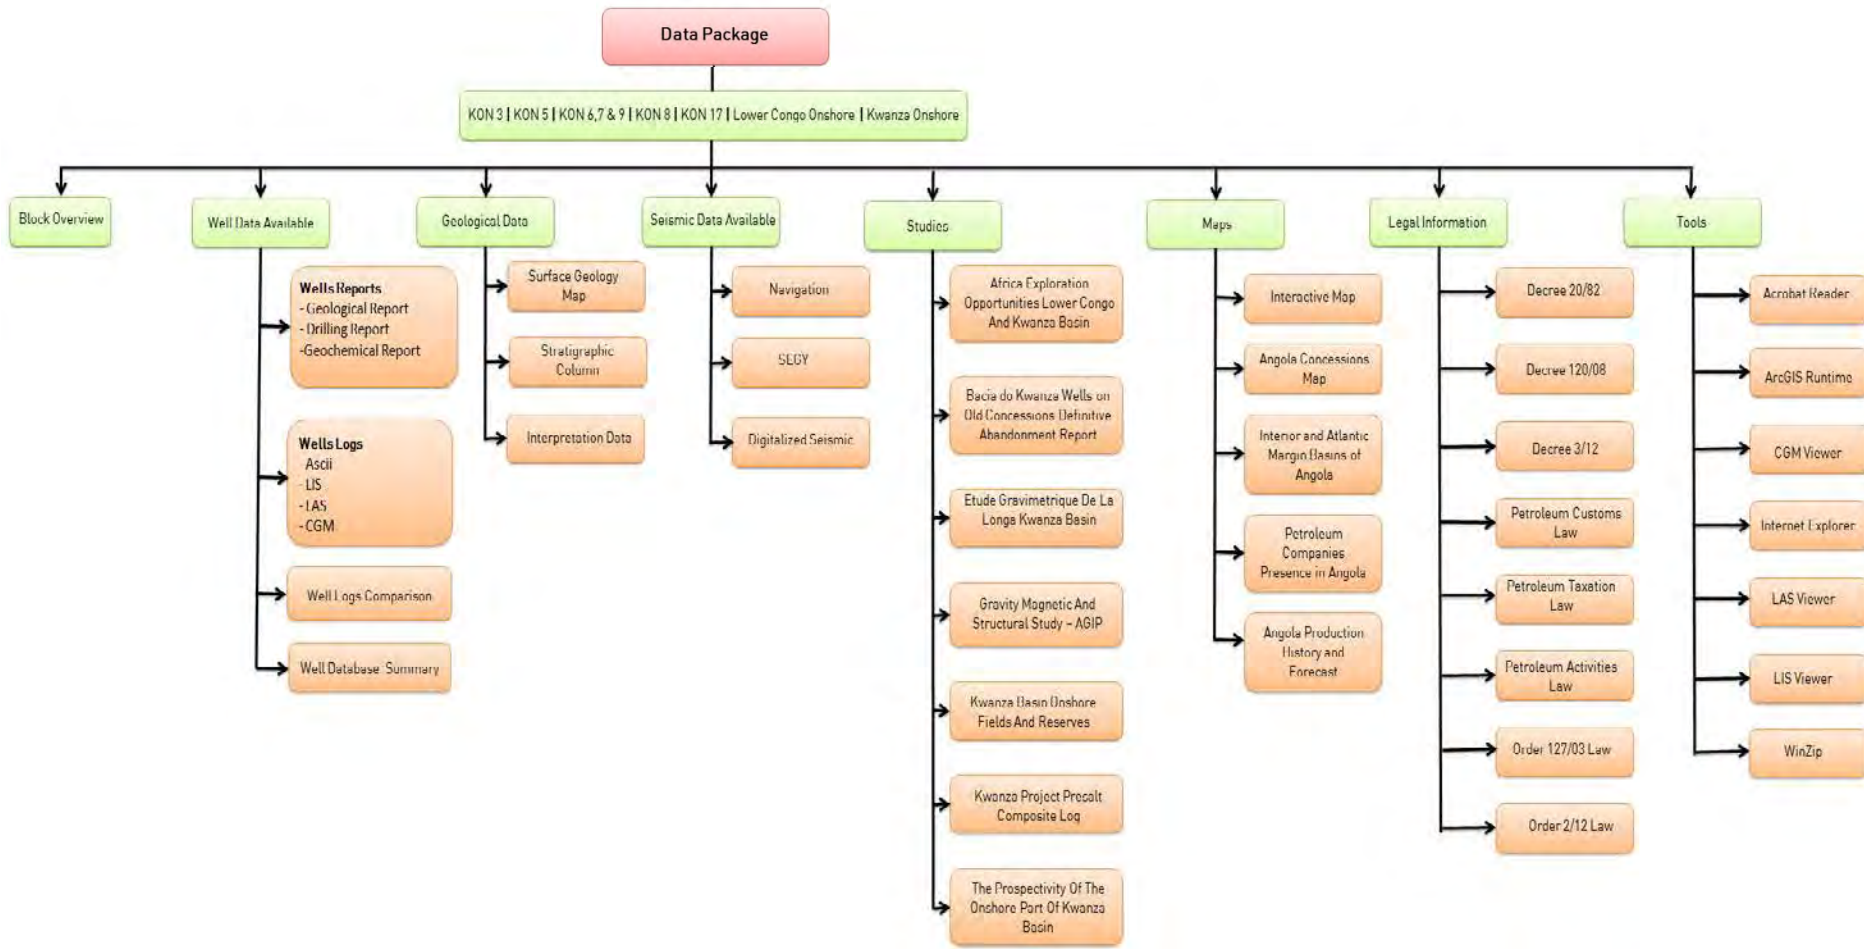 Data Package
KON 3 | KON 5 | KON 6,7 & 9 | KON 8 | KON 17 | Lower Congo Onshore | Kwanza Onshore
Block Overview
Well Data Available
Wells Reports
- Geological Report
- Drilling Report
-Geochemical Report
Wells Logs
Ascii
- LIS
- LAS
- CGM
Well Logs Comparison
Well Database Summary
Geological Data
Surface Geology
Map
Stratigraphic
Column
Interpretation Data
Seismic Data Available
Navigation
SEGY
Digitalized Seismic
Studies
Africa Exploration
Opportunities Lower Congo
And Kwanza Basin
Bacia do Kwanza Wells on
Old Concessions Definitive
Abandonment Report
Etude Gravimetrique De La
Longa Kwanza Basin
Gravity Magnetic And
Structural Study – AGIP
Kwanza Basin Onshore
Fields And Reserves
Kwanza Project Presalt
Composite Log
The Prospectivity Of The
Onshore Part Of Kwanza
Basin
Maps
Interactive Map
Angola Concessions
Map
Interior and Atlantic
Margin Basins of
Angola
Petroleum
Companies
Presence in Angola
Angola Production
History and
Forecast
Legal Information
Decree 20/82
Decree 120/08
Decree 3/12
Petroleum Customs
Law
Petroleum Taxation
Law
Petroleum Activities
Law
Order 127/03 Law
Order 2/12 Law
Tools
Acrobat Reader
ArcGIS Runtime
CGM Viewer
Internet Explorer
LAS Viewer
LIS Viewer
WinZip